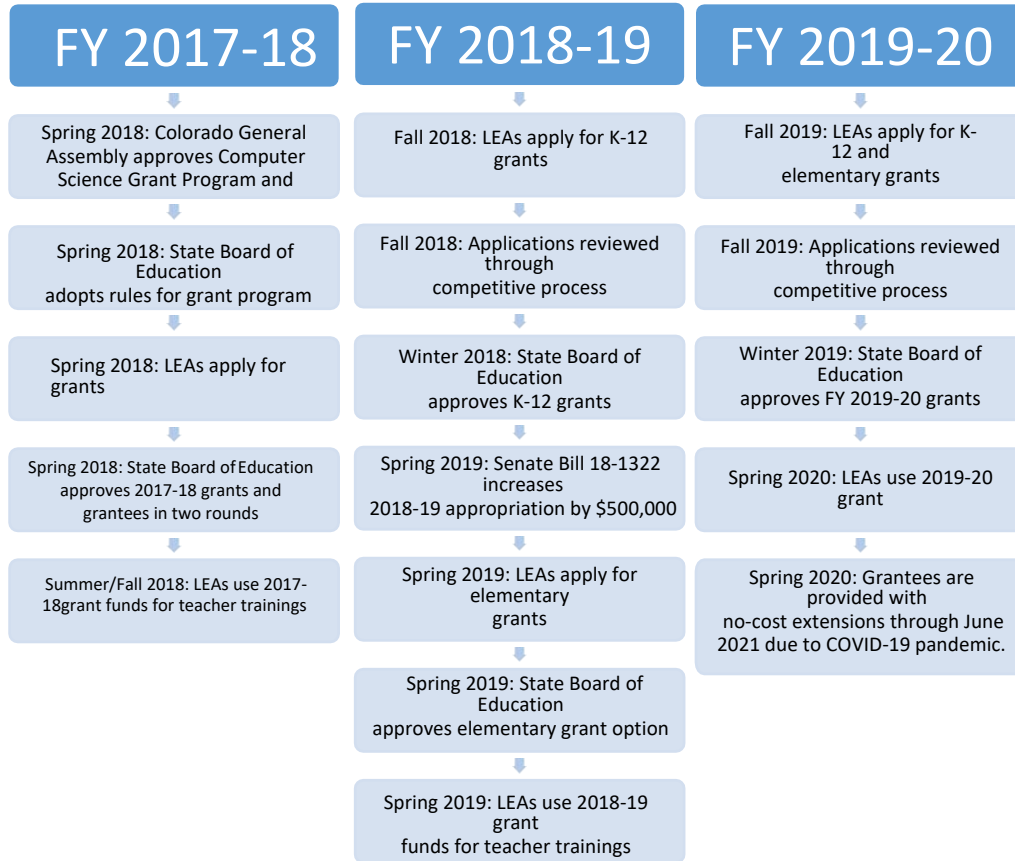 FY 2017-18
Spring 2018: Colorado General
Assembly approves Computer
Science Grant Program and
Spring 2018: State Board of
Education
adopts rules for grant program
Spring 2018: LEAs apply for
grants
Spring 2018: State Board of Education
approves 2017-18 grants and
grantees in two rounds
Summer/Fall 2018: LEAs use 2017-
18grant funds for teacher trainings
FY 2018-19
Fall 2018: LEAs apply for K-12
grants
Fall 2018: Applications reviewed
through
competitive process
Winter 2018: State Board of
Education
approves K-12 grants
Spring 2019: Senate Bill 18-1322
increases
2018-19 appropriation by $500,000
Spring 2019: LEAs apply for
elementary
grants
Spring 2019: State Board of
Education
approves elementary grant option
Spring 2019: LEAs use 2018-19
grant
funds for teacher trainings
FY 2019-20
Fall 2019: LEAs apply for K-
12 and
elementary grants
Fall 2019: Applications reviewed
through
competitive process
Winter 2019: State Board of
Education
approves FY 2019-20 grants
Spring 2020: LEAs use 2019-20
grant
Spring 2020: Grantees are
provided with
no-cost extensions through June
2021 due to COVID-19 pandemic.